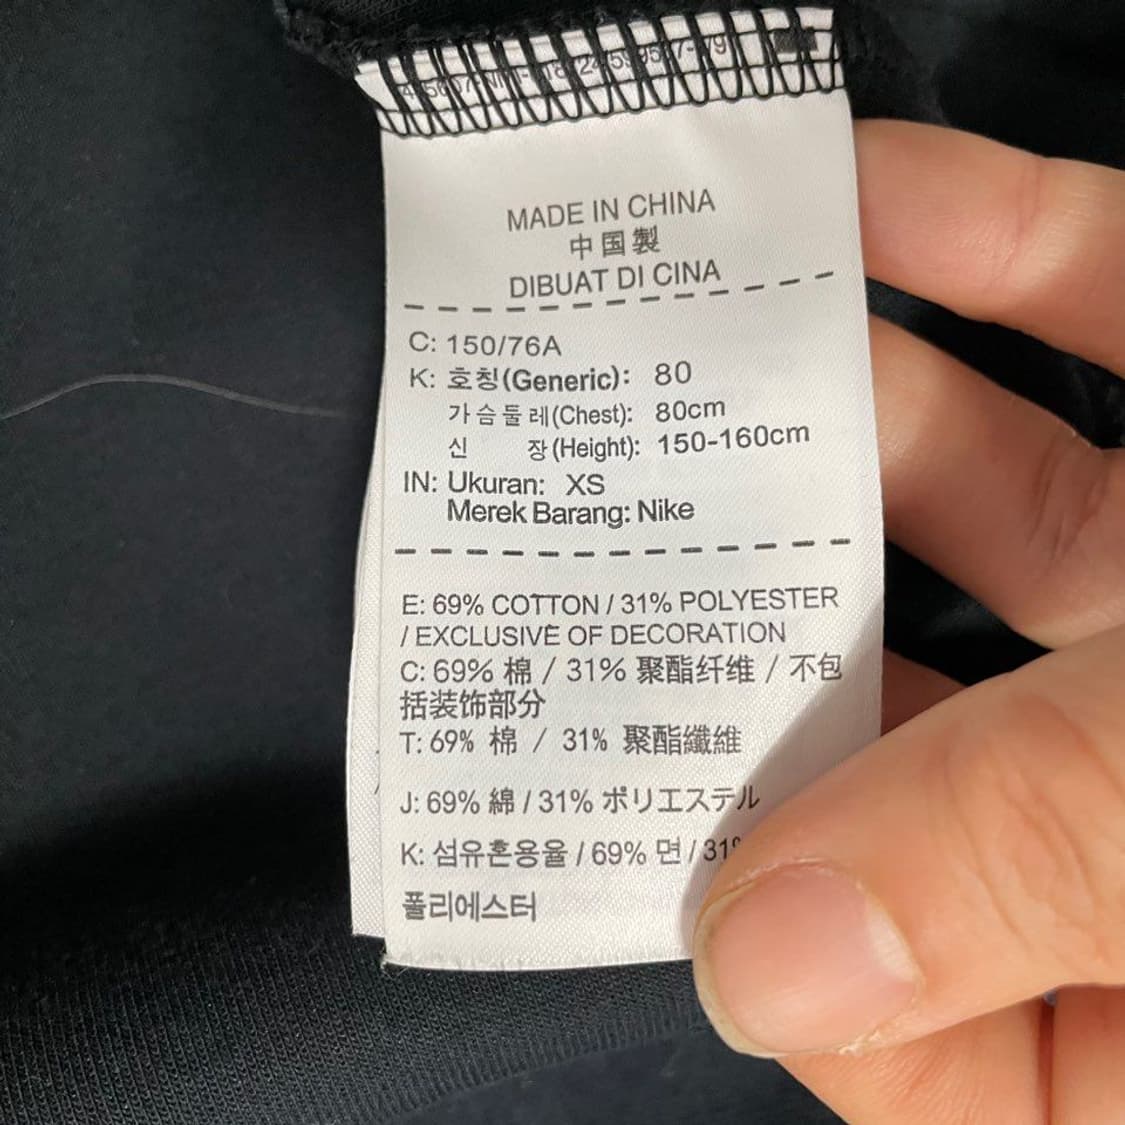 MADE IN CHINA
中国製
DIBUAT DI CINA
C: 150/76A
K: 호칭(Generic): 80
가슴둘레(Chest): 80cm
신 장(Height): 150-160cm
IN: Ukuran: XS
Merek Barang: Nike
E: 69% COTTON / 31% POLYESTER
/ EXCLUSIVE OF DECORATION
C: 69% 棉 / 31% 聚酯纤维 / 不包
括装饰部分
T: 69% 棉 / 31% 聚酯纖維
J: 69% 綿 / 31% ポリエステル
K: 섬유혼용율 / 69% 면 / 31%
폴리에스터